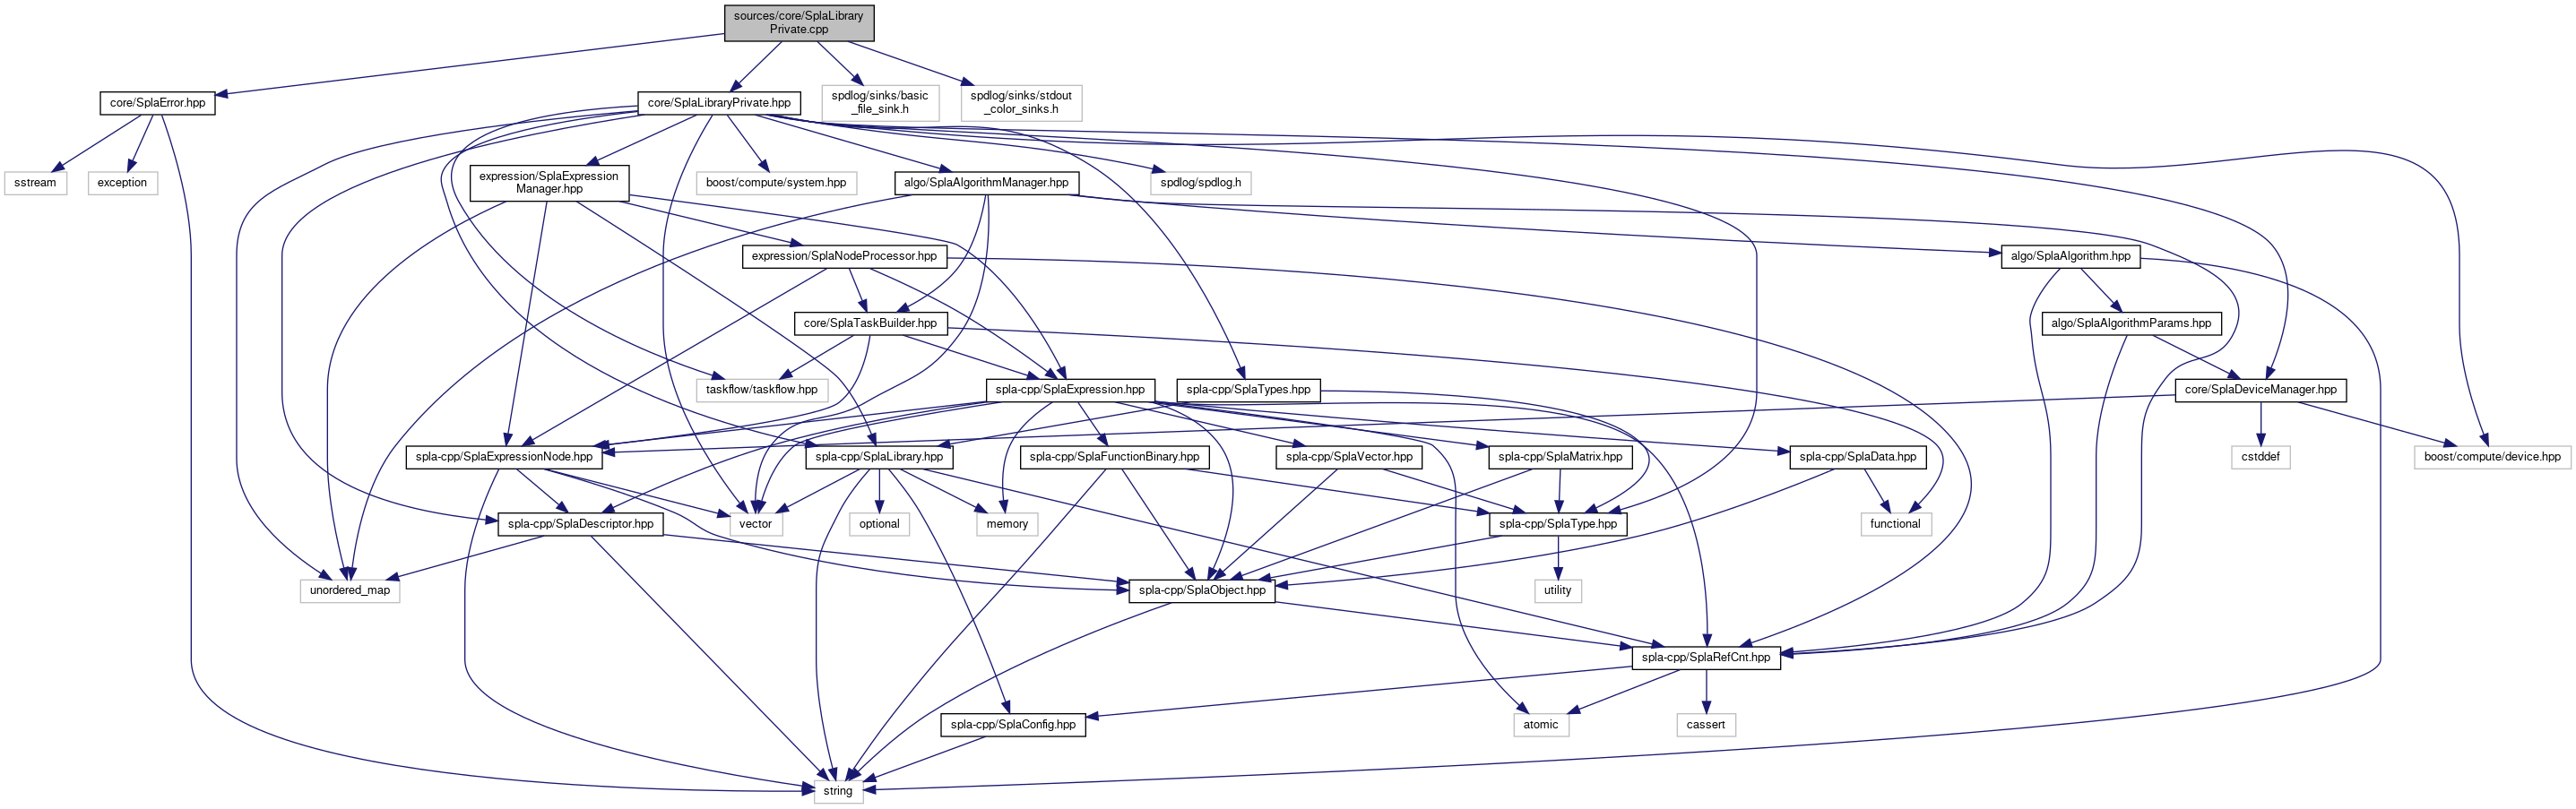 sources/core/SplaLibrary
Private.cpp
core/SplaError.hpp
core/SplaLibraryPrivate.hpp
spdlog/sinks/basic
_file_sink.h
spdlog/sinks/stdout
_color_sinks.h
sstream
exception
expression/SplaExpression
Manager.hpp
boost/compute/system.hpp
algo/SplaAlgorithmManager.hpp
spdlog/spdlog.h
expression/SplaNodeProcessor.hpp
algo/SplaAlgorithm.hpp
core/SplaTaskBuilder.hpp
algo/SplaAlgorithmParams.hpp
taskflow/taskflow.hpp
spla-cpp/SplaExpression.hpp
spla-cpp/SplaTypes.hpp
core/SplaDeviceManager.hpp
spla-cpp/SplaExpressionNode.hpp
spla-cpp/SplaLibrary.hpp
spla-cpp/SplaFunctionBinary.hpp
spla-cpp/SplaVector.hpp
spla-cpp/SplaMatrix.hpp
spla-cpp/SplaData.hpp
cstddef
boost/compute/device.hpp
spla-cpp/SplaDescriptor.hpp
vector
optional
memory
spla-cpp/SplaType.hpp
functional
unordered_map
spla-cpp/SplaObject.hpp
utility
spla-cpp/SplaRefCnt.hpp
spla-cpp/SplaConfig.hpp
atomic
cassert
string